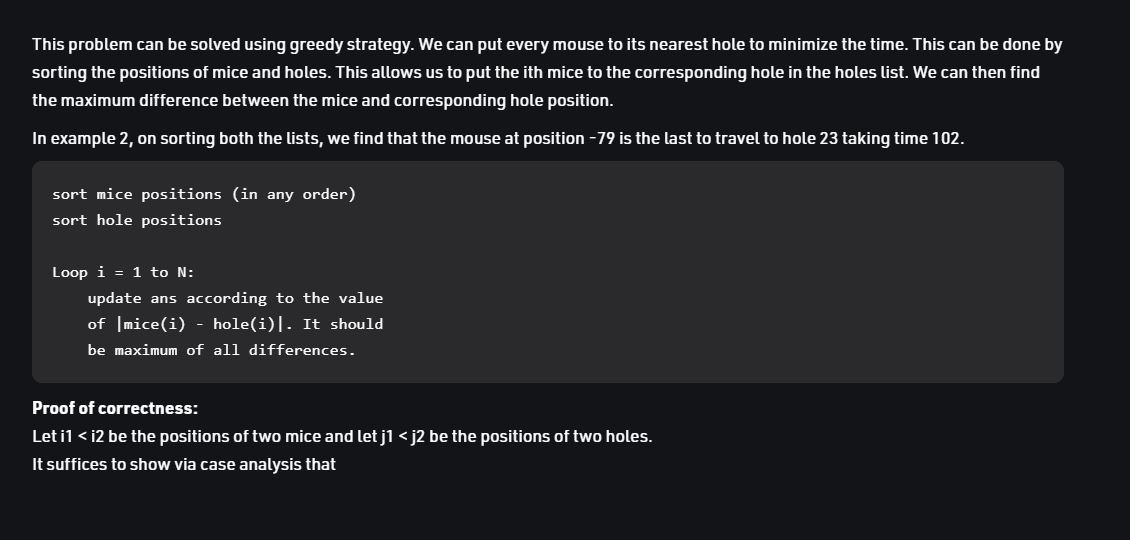 This problem can be solved using greedy strategy. We can put every mouse to its nearest hole to minimize the time. This can be done by
sorting the positions of mice and holes. This allows us to put the ith mice to the corresponding hole in the holes list. We can then find
the maximum difference between the mice and corresponding hole position.
In example 2, on sorting both the lists, we find that the mouse at position -79 is the last to travel to hole 23 taking time 102.
sort mice positions (in any order)
sort hole positions
Loop i = 1 to N:
update ans according to the value
of |mice(i) - hole(i)|. It should
be maximum of all differences.
Proof of correctness:
Let i1 < i2 be the positions of two mice and let j1 < j2 be the positions of two holes.
It suffices to show via case analysis that